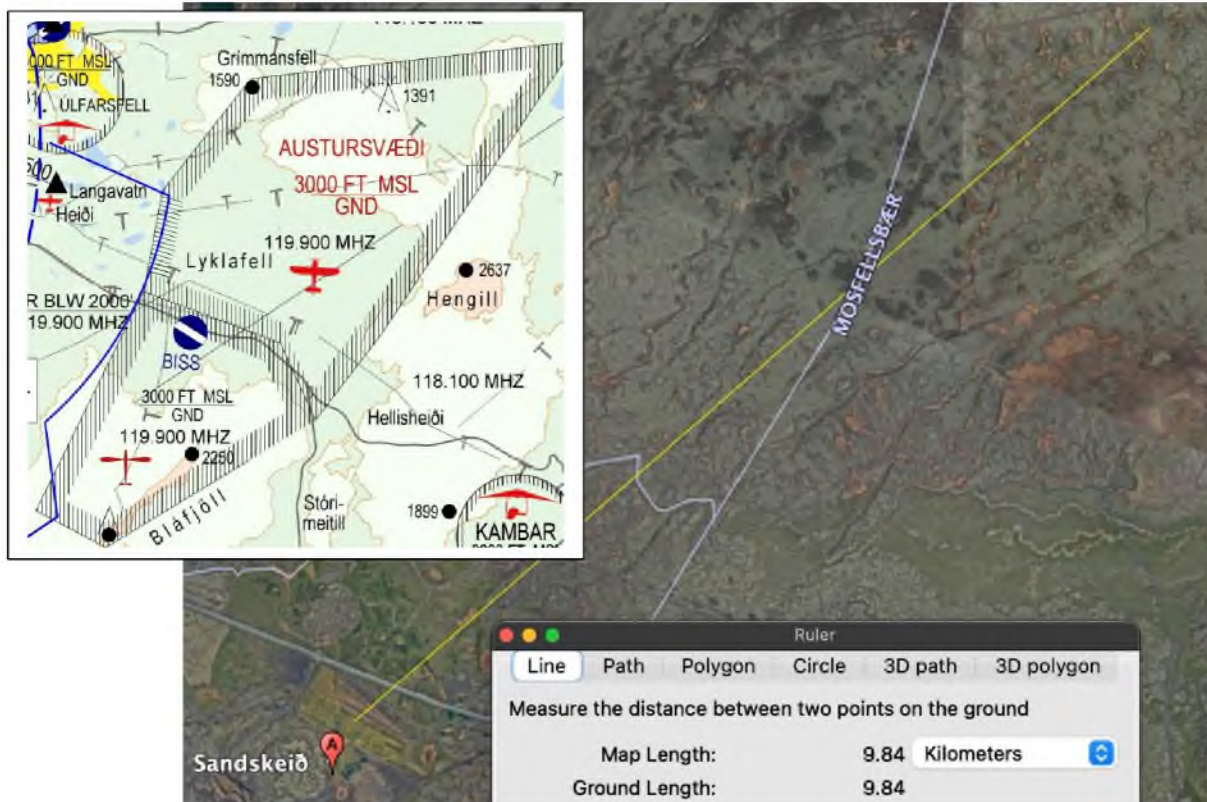 000 FT MSL
GND
ÚLFARSFELL
Grimmansfell
1590
1391
AUSTURSVÆÐI
3000 FT MSL
GND
Langavatn
Heiði
119.900 MHZ
Lyklafell
2637
Hengill
R BLW 2000
19.900 MHZ
BISS
118.100 MHZ
3000 FT MSL
GND
Hellisheiði
119.900 MHZ
2250
Bláfjöll
Stóri-
meitill
1899
KAMBAR
MOSFELLSBÆR
Sandskeið
A
Ruler
Line Path Polygon Circle 3D path 3D polygon
Measure the distance between two points on the ground
Map Length: 9.84 Kilometers
Ground Length: 9.84